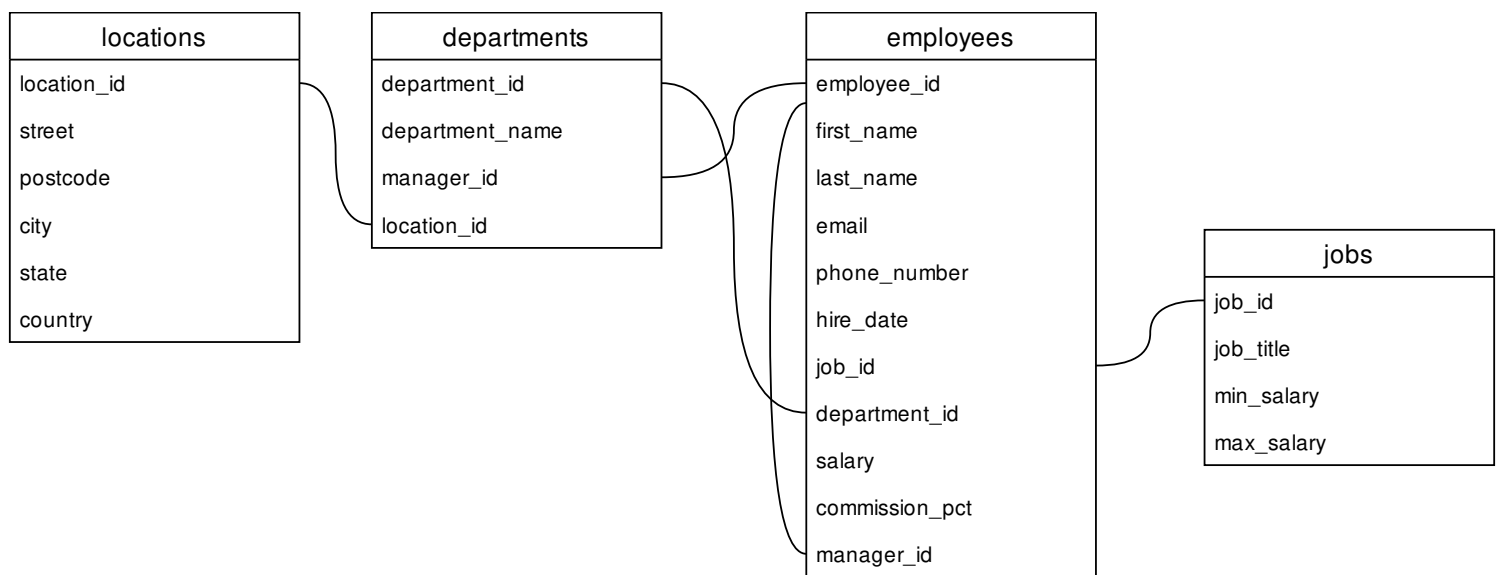 locations
location_id
street
postcode
city
state
country
departments
department_id
department_name
manager_id
location_id
employees
employee_id
first_name
last_name
email
phone_number
hire_date
job_id
department_id
salary
commission_pct
manager_id
jobs
job_id
job_title
min_salary
max_salary